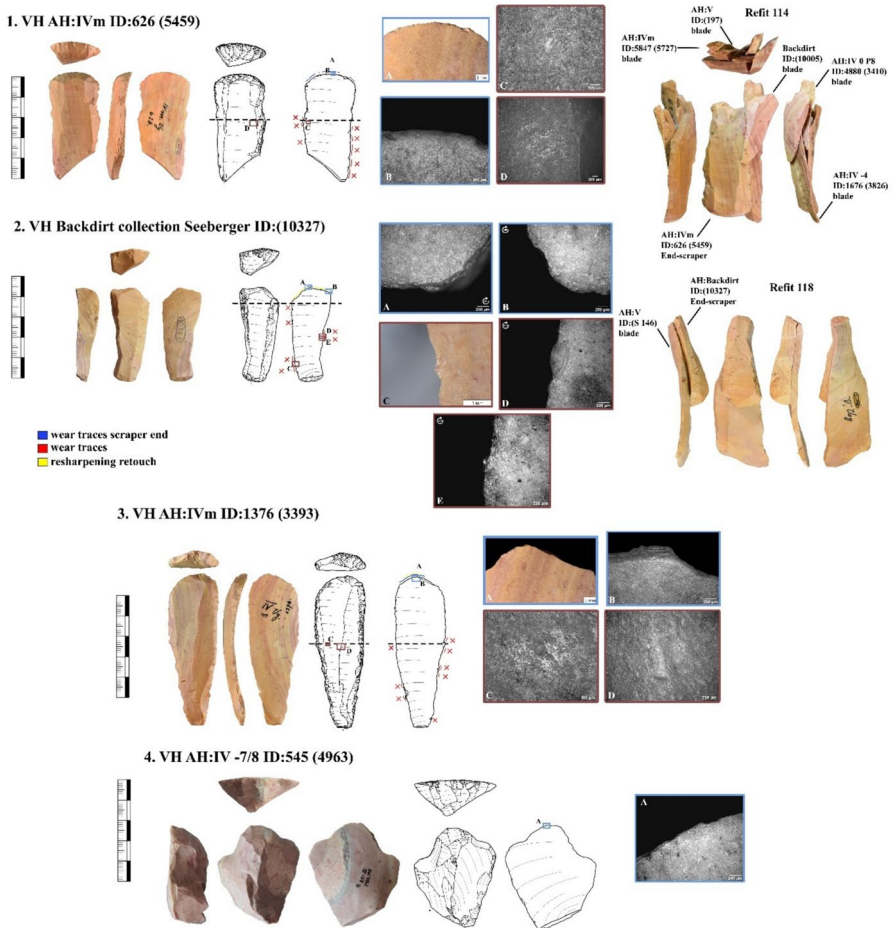 1. VH AH:IVm ID:626 (5459)
A
B
D
C
A
C
B
D
Refit 114
AH:V
ID:(197)
blade
AH:IVm
ID:5847 (5727)
blade
Backdirt
ID:(10005)
blade
AH:IV 0 P8
ID:4880 (3410)
blade
AH:IV -4
ID:1676 (3826)
blade
AH:IVm
ID:626 (5459)
End-scraper
2. VH Backdirt collection Seeberger ID:(10327)
A
B
D
E
C
A
B
C
D
E
Refit 118
AH:Backdirt
ID:(10327)
End-scraper
AH:V
ID:(S 146)
blade
wear traces scraper end
wear traces
resharpening retouch
3. VH AH:IVm ID:1376 (3393)
A
B
C
D
A
B
C
D
4. VH AH:IV -7/8 ID:545 (4963)
A
A